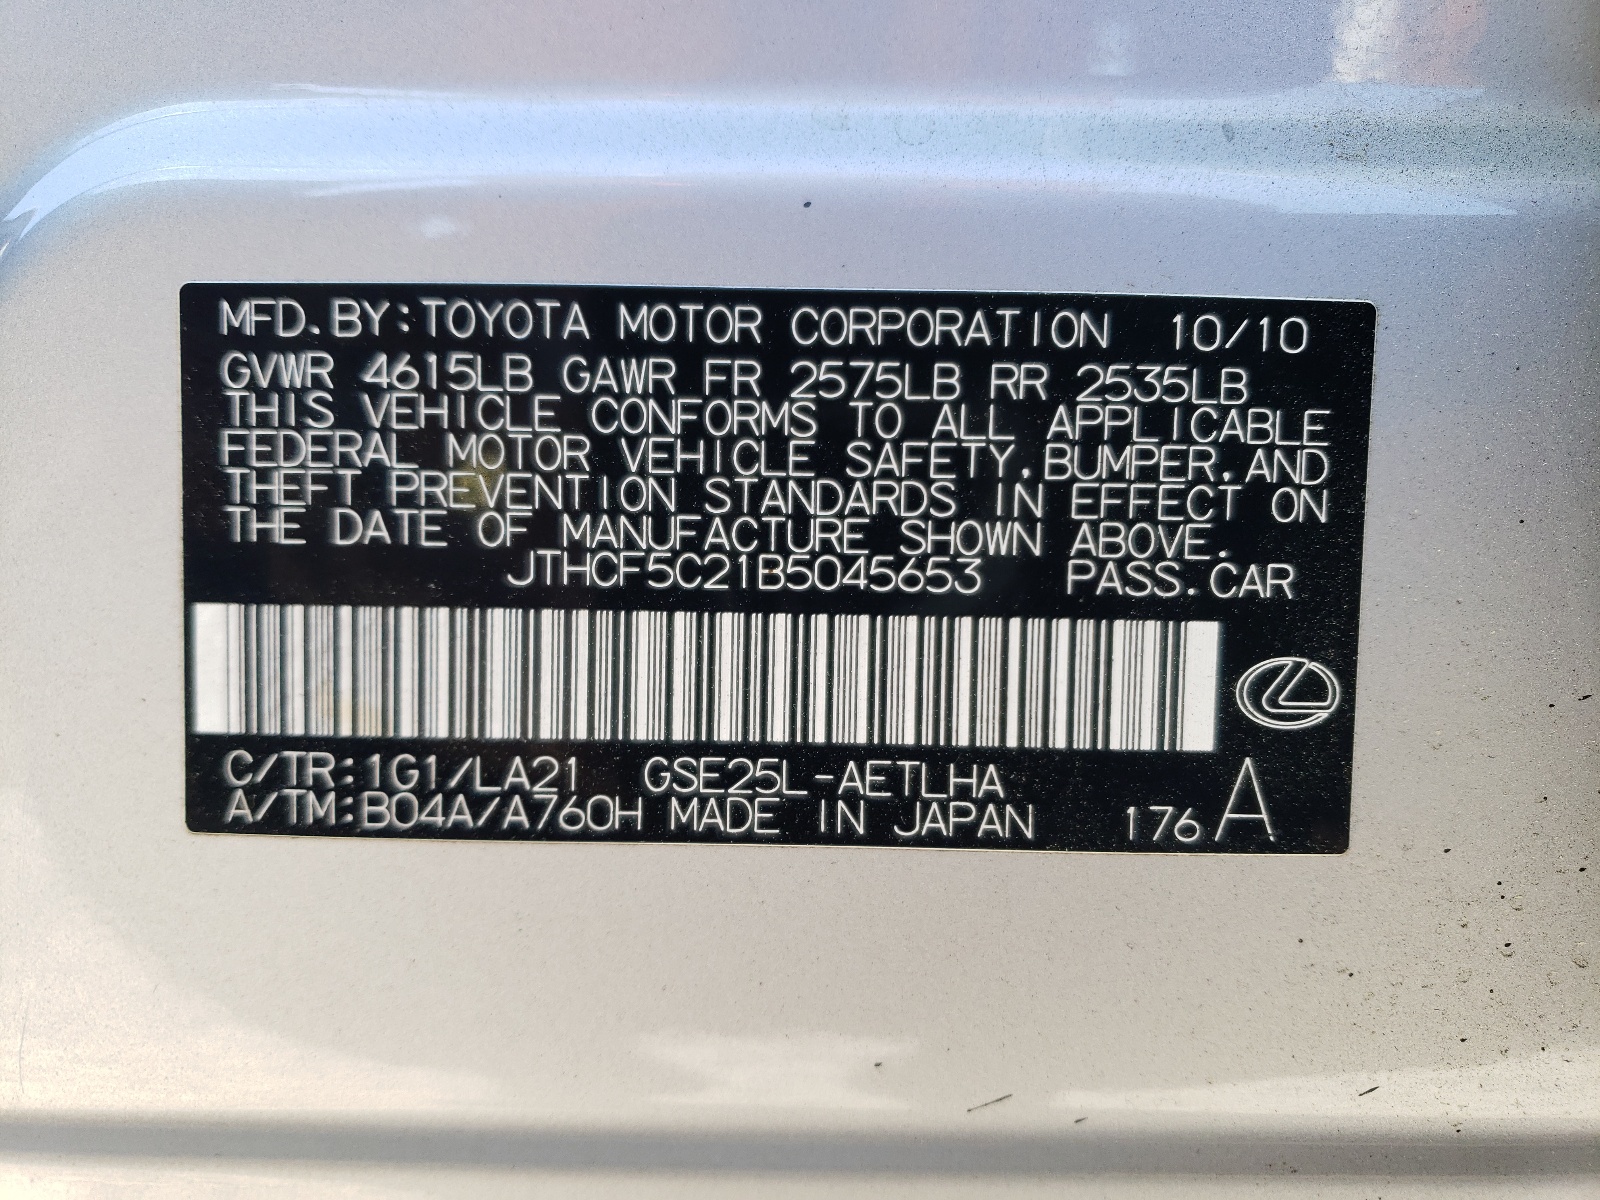 MFD. BY: TOYOTA MOTOR CORPORATION 10/10
GVWR 4615LB GAWR FR 2575LB RR 2535LB
THIS VEHICLE CONFORMS TO ALL APPLICABLE
FEDERAL MOTOR VEHICLE SAFETY, BUMPER, AND
THEFT PREVENTION STANDARDS IN EFFECT ON
THE DATE OF MANUFACTURE SHOWN ABOVE.
JTHCF5C21B5045653 PASS. CAR
C/TR: 1G1/LA21 GSE25L-AETLHA
A/TM: B04A/A760H MADE IN JAPAN 176 A